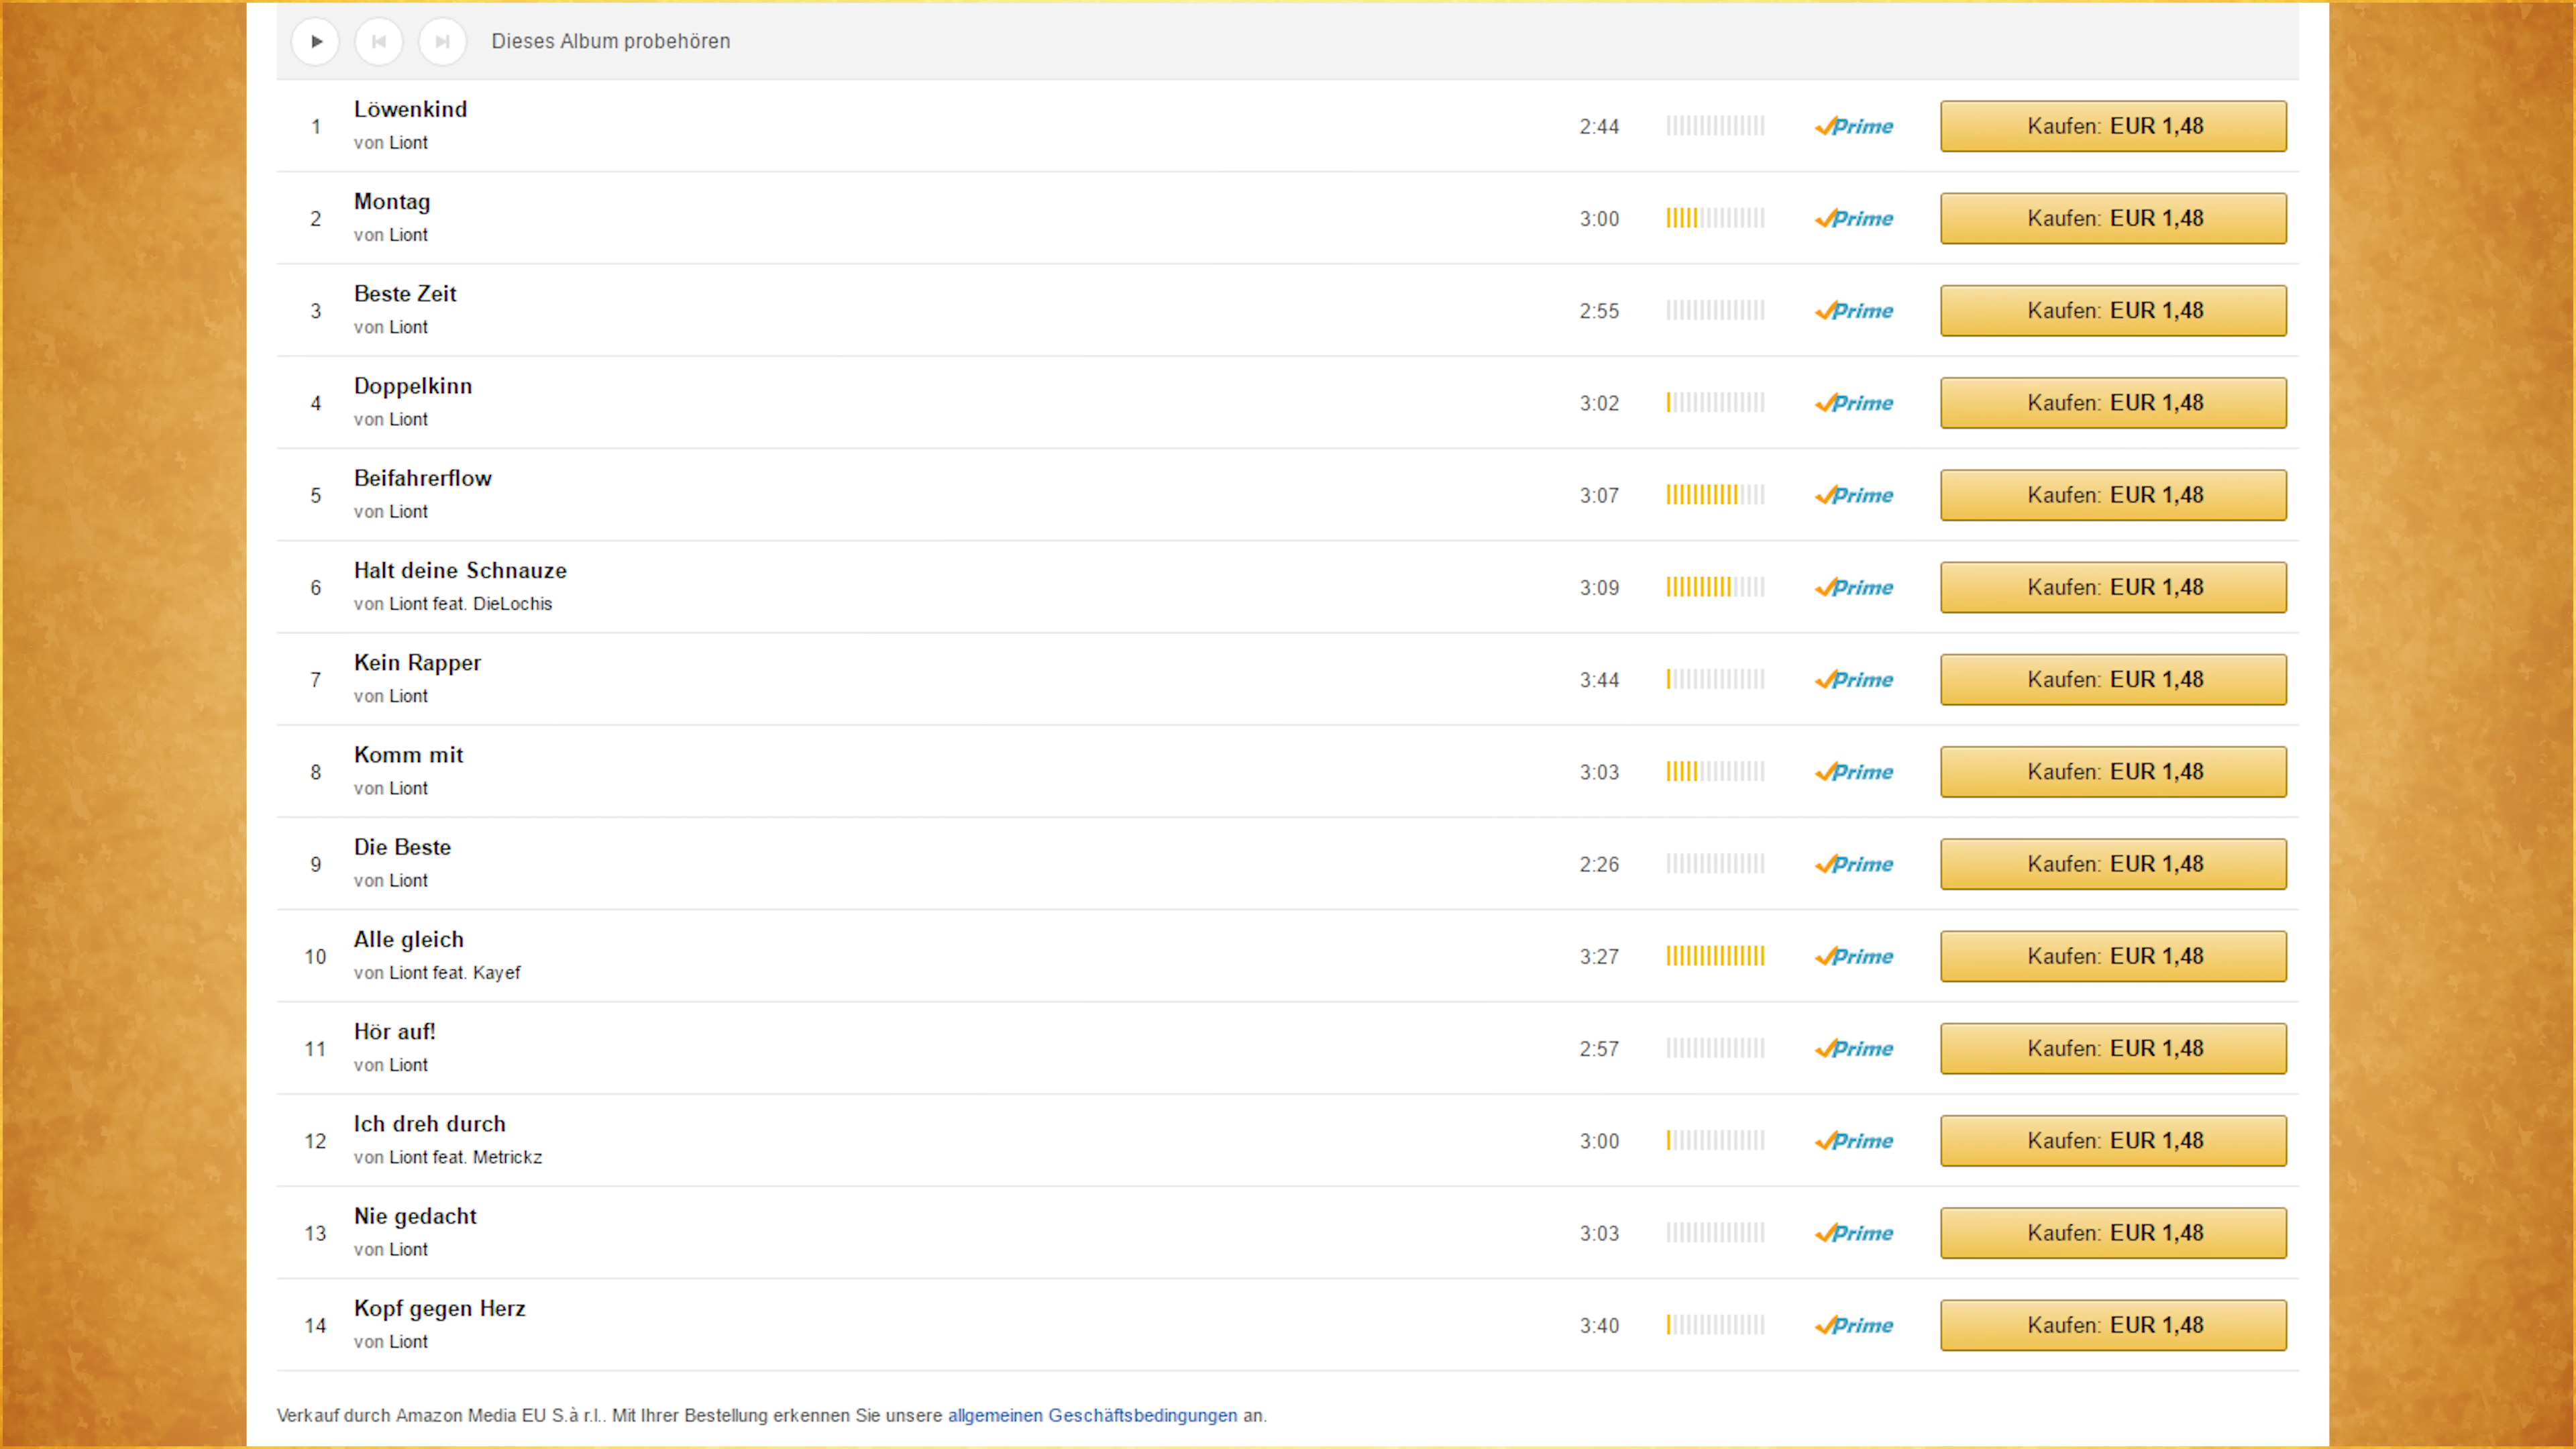 Dieses Album probehören
1 Löwenkind 2:44 Prime Kaufen: EUR 1,48
von Liont
2 Montag 3:00 Prime Kaufen: EUR 1,48
von Liont
3 Beste Zeit 2:55 Prime Kaufen: EUR 1,48
von Liont
4 Doppelkinn 3:02 Prime Kaufen: EUR 1,48
von Liont
5 Beifahrerflow 3:07 Prime Kaufen: EUR 1,48
von Liont
6 Halt deine Schnauze 3:09 Prime Kaufen: EUR 1,48
von Liont feat. DieLochis
7 Kein Rapper 3:44 Prime Kaufen: EUR 1,48
von Liont
8 Komm mit 3:03 Prime Kaufen: EUR 1,48
von Liont
9 Die Beste 2:26 Prime Kaufen: EUR 1,48
von Liont
10 Alle gleich 3:27 Prime Kaufen: EUR 1,48
von Liont feat. Kayef
11 Hör auf! 2:57 Prime Kaufen: EUR 1,48
von Liont
12 Ich dreh durch 3:00 Prime Kaufen: EUR 1,48
von Liont feat. Metrickz
13 Nie gedacht 3:03 Prime Kaufen: EUR 1,48
von Liont
14 Kopf gegen Herz 3:40 Prime Kaufen: EUR 1,48
von Liont
Verkauf durch Amazon Media EU S.à r.l.. Mit Ihrer Bestellung erkennen Sie unsere allgemeinen Geschäftsbedingungen an.